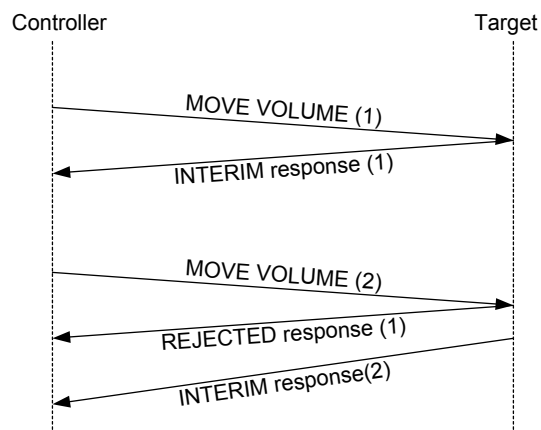 Controller
Target
MOVE VOLUME (1)
INTERIM response (1)
MOVE VOLUME (2)
REJECTED response (1)
INTERIM response(2)